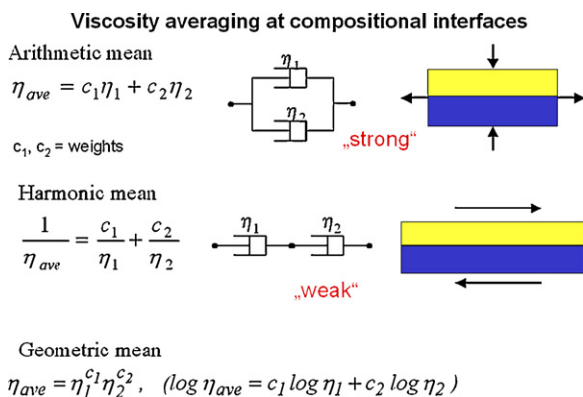 Viscosity averaging at compositional interfaces
Arithmetic mean
η_ave = c₁η₁ + c₂η₂
η₁
η₂
c₁, c₂ = weights
„strong“
Harmonic mean
1/η_ave = c₁/η₁ + c₂/η₂
η₁ η₂
„weak“
Geometric mean
η_ave = η₁^c₁ η₂^c₂, (log η_ave = c₁ log η₁ + c₂ log η₂ )